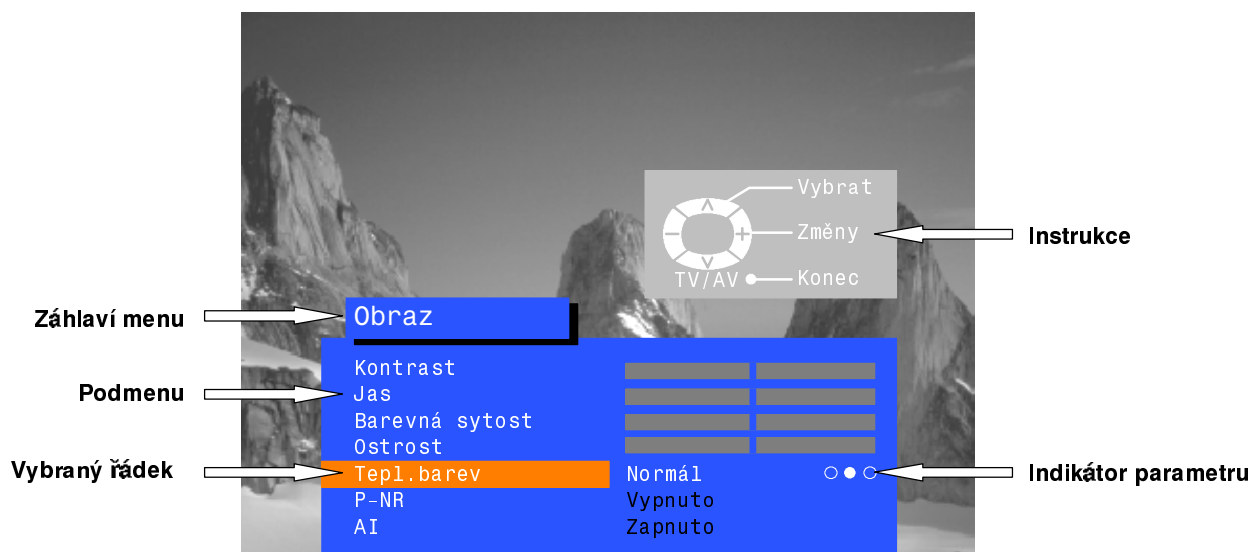 Vybrat
Změny
TV/AV
Konec
Instrukce
Záhlaví menu
Obraz
Podmenu
Kontrast
Jas
Barevná sytost
Ostrost
Vybraný řádek
Tepl.barev
Normál
Indikátor parametru
P-NR
Vypnuto
AI
Zapnuto